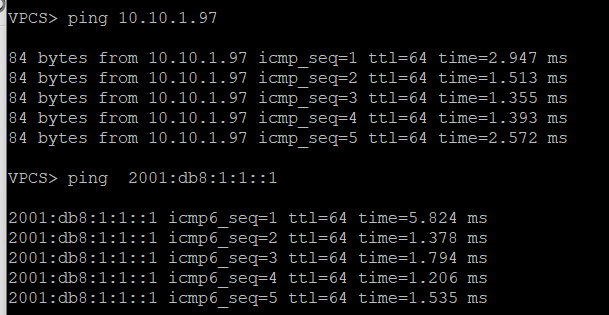 VPCS> ping 10.10.1.97
84 bytes from 10.10.1.97 icmp_seq=1 ttl=64 time=2.947 ms
84 bytes from 10.10.1.97 icmp_seq=2 ttl=64 time=1.513 ms
84 bytes from 10.10.1.97 icmp_seq=3 ttl=64 time=1.355 ms
84 bytes from 10.10.1.97 icmp_seq=4 ttl=64 time=1.393 ms
84 bytes from 10.10.1.97 icmp_seq=5 ttl=64 time=2.572 ms
VPCS> ping  2001:db8:1:1::1
2001:db8:1:1::1 icmp6_seq=1 ttl=64 time=5.824 ms
2001:db8:1:1::1 icmp6_seq=2 ttl=64 time=1.378 ms
2001:db8:1:1::1 icmp6_seq=3 ttl=64 time=1.794 ms
2001:db8:1:1::1 icmp6_seq=4 ttl=64 time=1.206 ms
2001:db8:1:1::1 icmp6_seq=5 ttl=64 time=1.535 ms